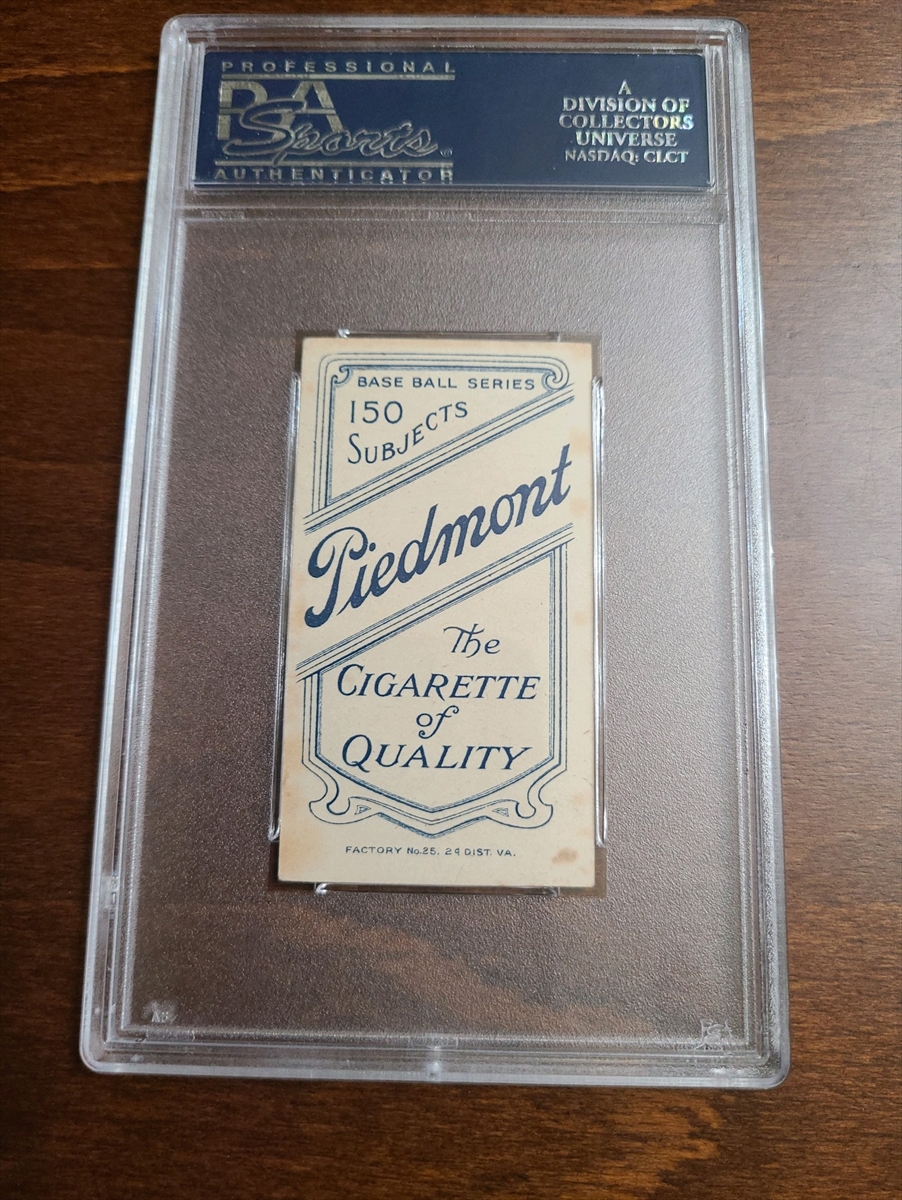 PROFESSIONAL
PSA
Sports
AUTHENTICATOR
A
DIVISION OF
COLLECTORS
UNIVERSE
NASDAQ: CLCT
BASE BALL SERIES
150
SUBJECTS
Piedmont
The
CIGARETTE
of
QUALITY
FACTORY No.25, 2d DIST. VA.
PSA